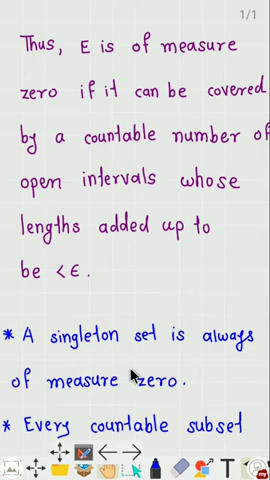 1/1
Thus, E is of measure
zero if it can be covered
by a countable number of
open intervals whose
lengths added up to
be < ϵ.
* A singleton set is always
of measure zero.
* Every countable subset
T